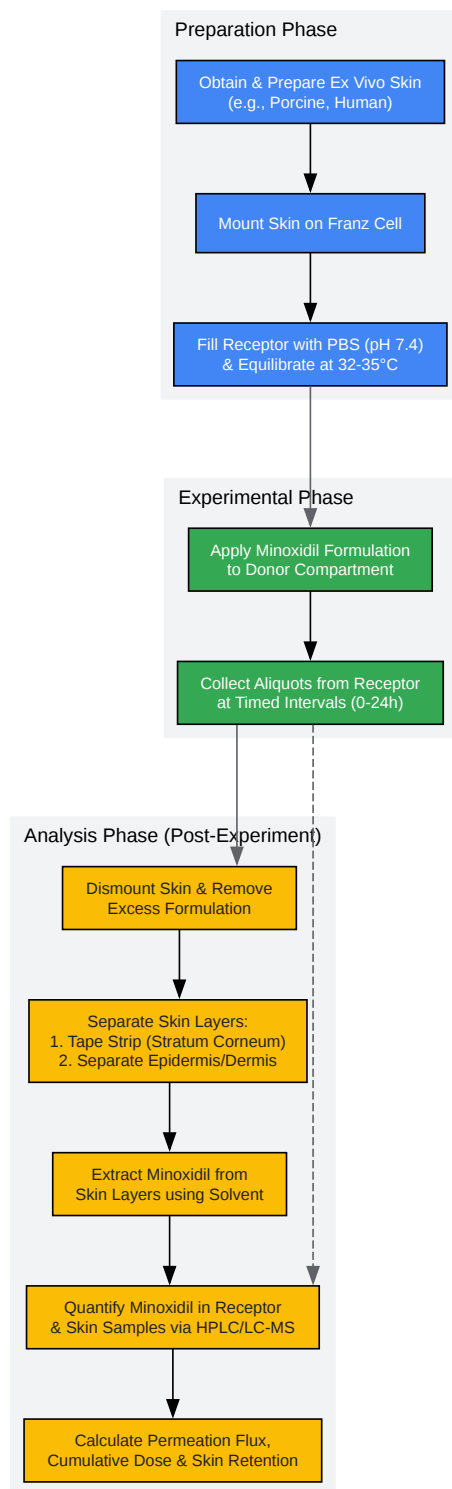 Preparation Phase
Obtain & Prepare Ex Vivo Skin
(e.g., Porcine, Human)
Mount Skin on Franz Cell
Fill Receptor with PBS (pH 7.4)
& Equilibrate at 32-35°C
Experimental Phase
Apply Minoxidil Formulation
to Donor Compartment
Collect Aliquots from Receptor
at Timed Intervals (0-24h)
Analysis Phase (Post-Experiment)
Dismount Skin & Remove
Excess Formulation
Separate Skin Layers:
1. Tape Strip (Stratum Corneum)
2. Separate Epidermis/Dermis
Extract Minoxidil from
Skin Layers using Solvent
Quantify Minoxidil in Receptor
& Skin Samples via HPLC/LC-MS
Calculate Permeation Flux,
Cumulative Dose & Skin Retention